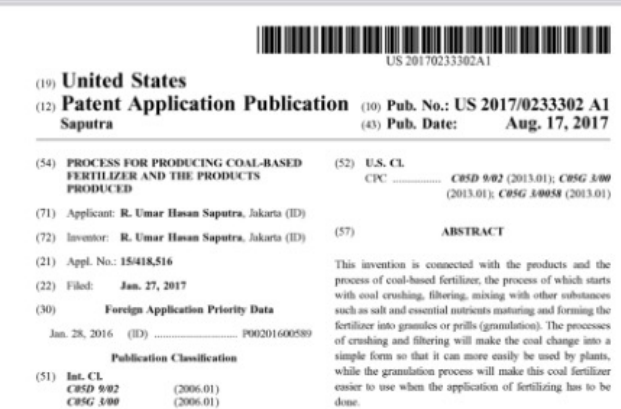 US 20170233302A1
(19) United States
(12) Patent Application Publication
Saputra
(10) Pub. No.: US 2017/0233302 A1
(43) Pub. Date: Aug. 17, 2017
(54) PROCESS FOR PRODUCING COAL-BASED
FERTILIZER AND THE PRODUCTS
PRODUCED
(71) Applicant: R. Umar Hasan Saputra, Jakarta (ID)
(72) Inventor: R. Umar Hasan Saputra, Jakarta (ID)
(21) Appl. No.: 15/418,516
(22) Filed: Jan. 27, 2017
(30) Foreign Application Priority Data
Jan. 28, 2016 (ID) .................... P00201600589
Publication Classification
(51) Int. Cl.
C05D 9/02 (2006.01)
C05G 3/00 (2006.01)
(52) U.S. Cl.
CPC ............ C05D 9/02 (2013.01); C05G 3/00
(2013.01); C05G 3/0058 (2013.01)
(57) ABSTRACT
This invention is connected with the products and the
process of coal-based fertilizer, the process of which starts
with coal crushing, filtering, mixing with other substances
such as salt and essential nutrients maturing and forming the
fertilizer into granules or prills (granulation). The processes
of crushing and filtering will make the coal change into a
simple form so that it can more easily be used by plants,
while the granulation process will make this coal fertilizer
easier to use when the application of fertilizing has to be
done.